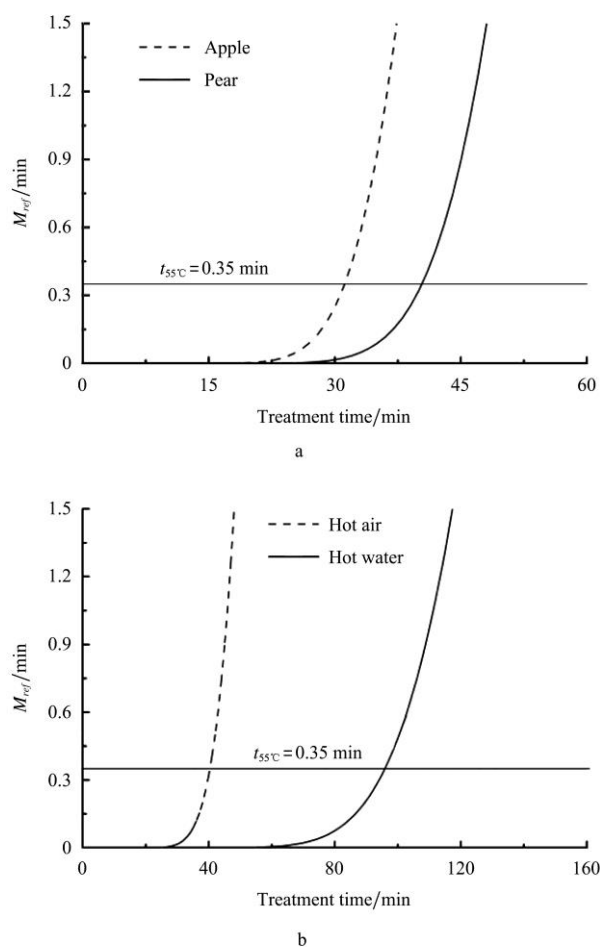 1.5
Apple
Pear
1.2
0.9
M_ref/min
0.6
t_55℃ = 0.35 min
0.3
0
0 15 30 45 60
Treatment time/min
a
1.5
Hot air
Hot water
1.2
0.9
M_ref/min
0.6
t_55℃ = 0.35 min
0.3
0
0 40 80 120 160
Treatment time/min
b